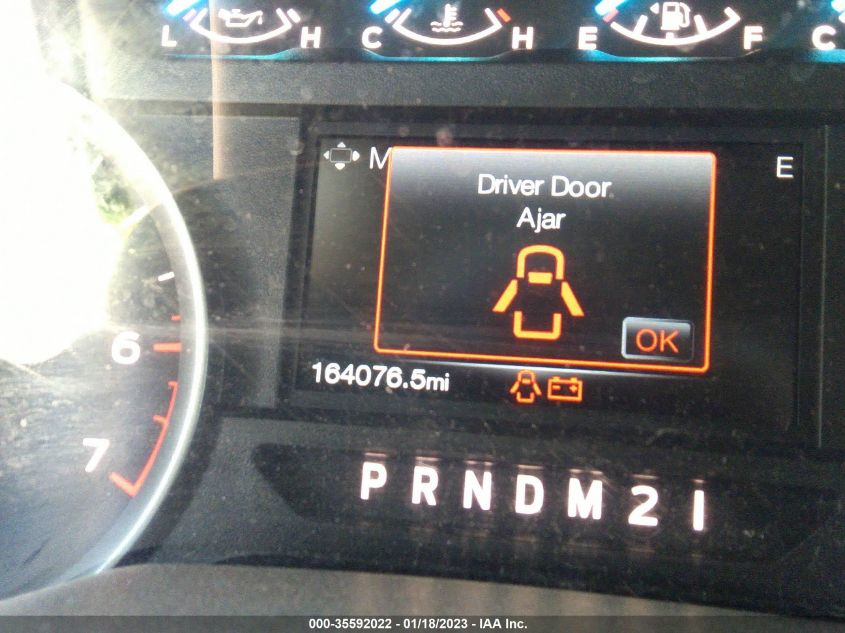 L H C H E F C
M E
Driver Door
Ajar
OK
6
164076.5mi
7
P R N D M 2 1
000-35592022 - 01/18/2023 - IAA Inc.